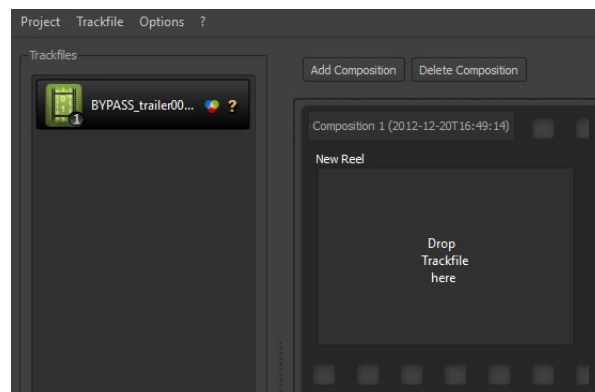 Project Trackfile Options ?
Trackfiles
Add Composition Delete Composition
BYPASS_trailer00... ?
1
Composition 1 (2012-12-20T16:49:14)
New Reel
Drop
Trackfile
here